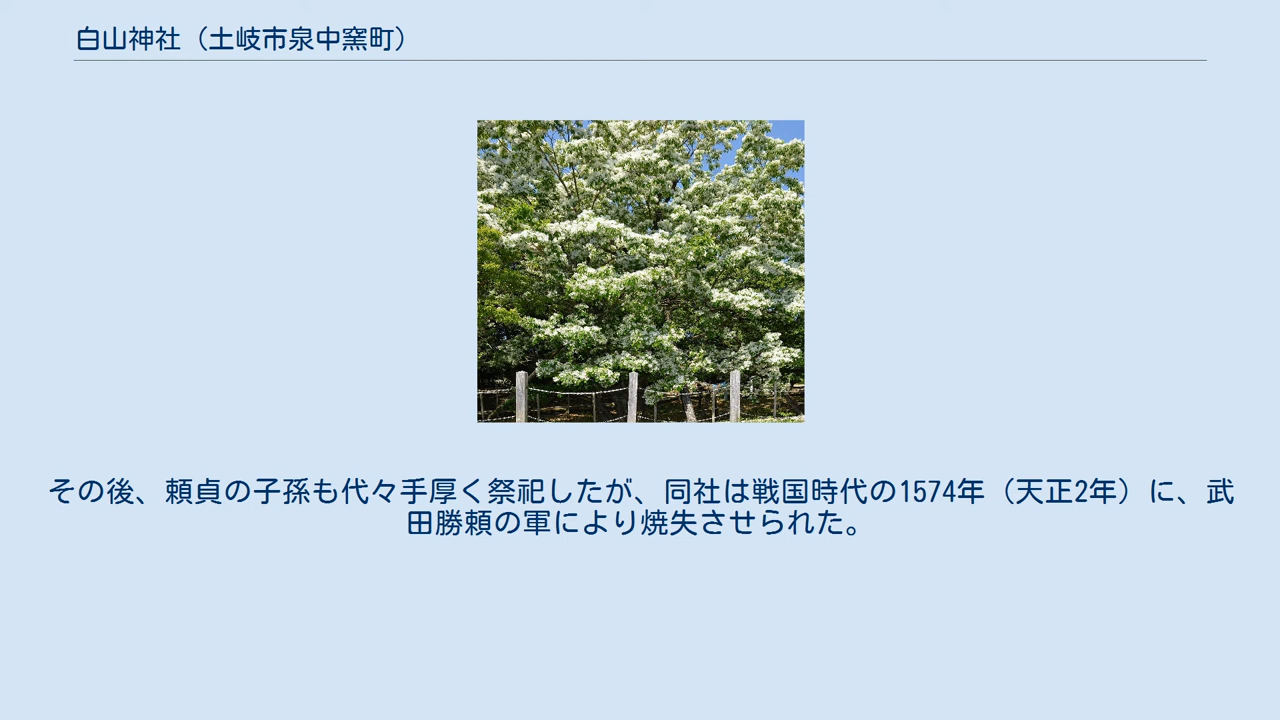 白山神社（土岐市泉中窯町）
その後、頼貞の子孫も代々手厚く祭祀したが、同社は戦国時代の1574年（天正2年）に、武
田勝頼の軍により焼失させられた。